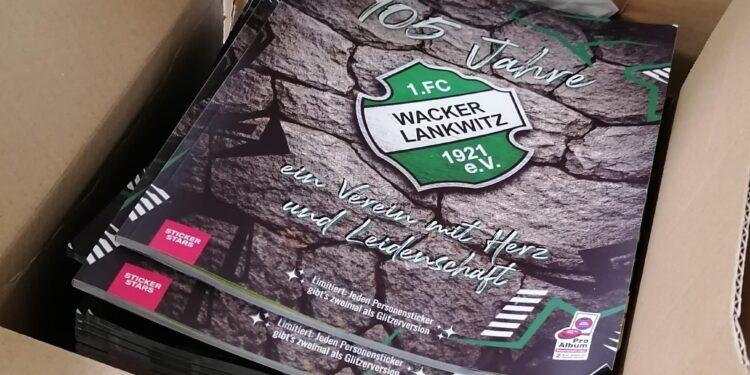 105 Jahre
1.FC
WACKER
LANKWITZ
1921
e.V.
ein Verein mit Herz
und Leidenschaft
STICKER
STARS
Limitiert: Jeden Personensticker
gibt's zweimal als Glitzerversion
Pro
Album
STICKER
STARS
Limitiert: Jeden Personensticker
gibt's zweimal als Glitzerversion